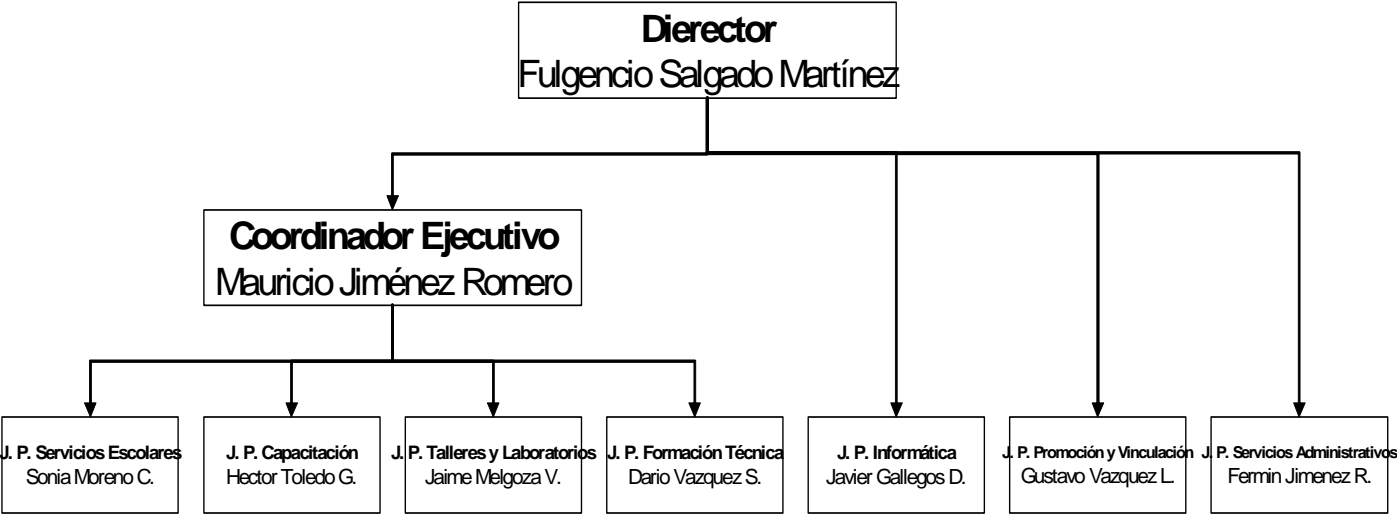 Dierector
Fulgencio Salgado Martínez
Coordinador Ejecutivo
Mauricio Jiménez Romero
J. P. Servicios Escolares
Sonia Moreno C.
J. P. Capacitación
Hector Toledo G.
J. P. Talleres y Laboratorios
Jaime Melgoza V.
J. P. Formación Técnica
Dario Vazquez S.
J. P. Informática
Javier Gallegos D.
J. P. Promoción y Vinculación
Gustavo Vazquez L.
J. P. Servicios Administrativos
Fermin Jimenez R.